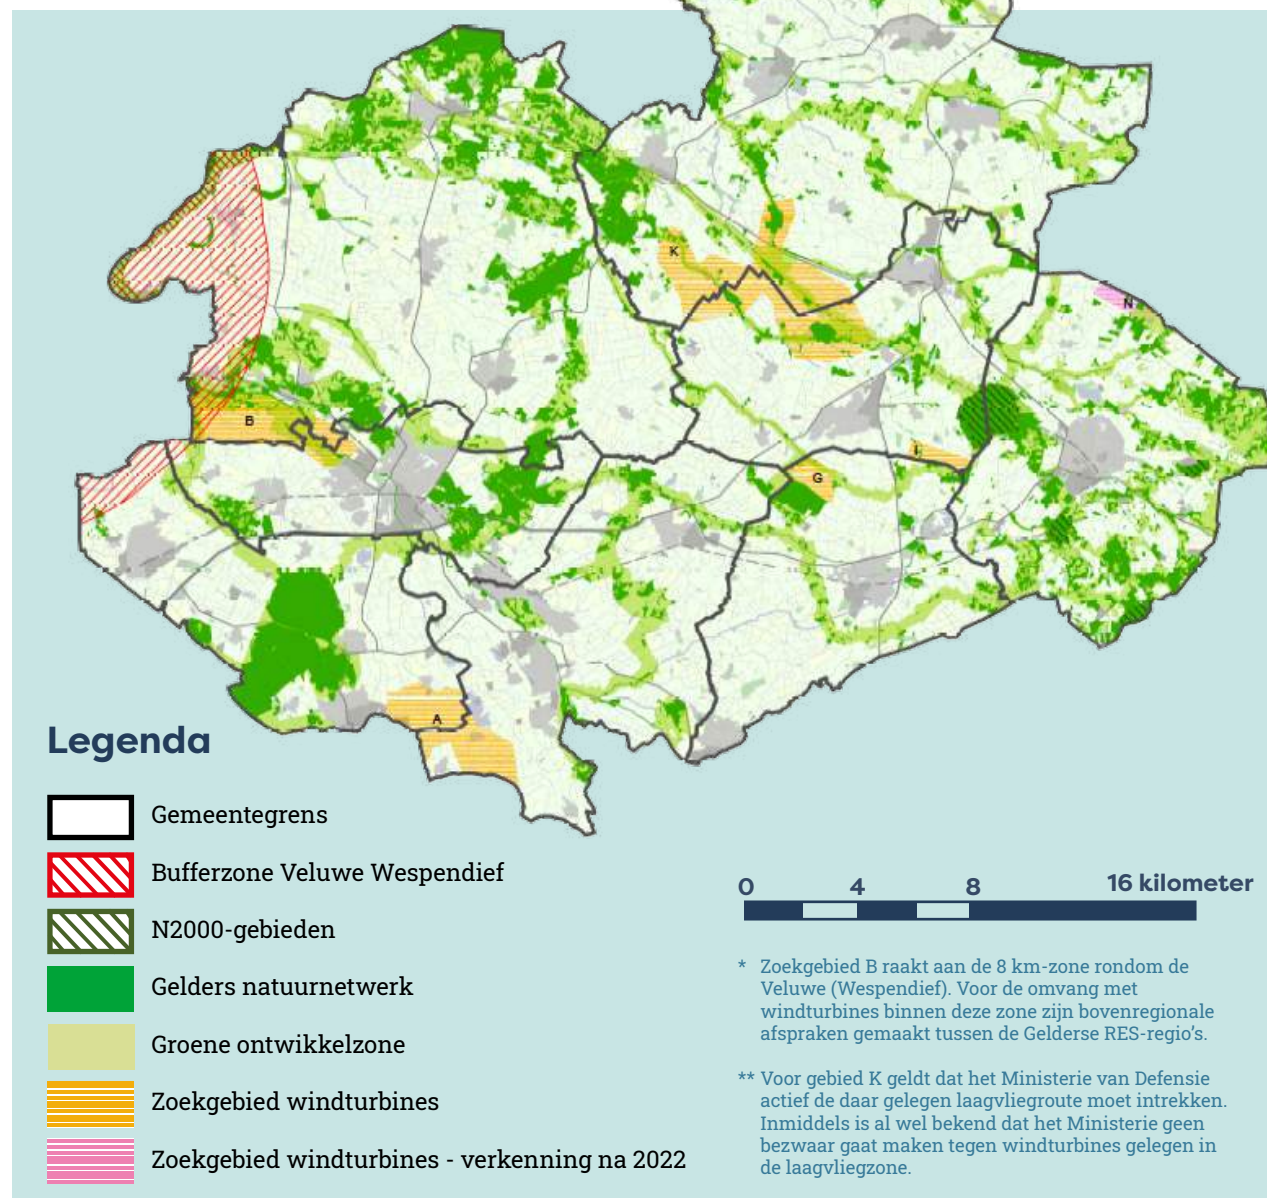 K
N
B
L
G
A
Legenda
Gemeentegrens
Bufferzone Veluwe Wespendief
N2000-gebieden
Gelders natuurnetwerk
Groene ontwikkelzone
Zoekgebied windturbines
Zoekgebied windturbines - verkenning na 2022
0 4 8 16 kilometer
* Zoekgebied B raakt aan de 8 km-zone rondom de
Veluwe (Wespendief). Voor de omvang met
windturbines binnen deze zone zijn bovenregionale
afspraken gemaakt tussen de Gelderse RES-regio's.
** Voor gebied K geldt dat het Ministerie van Defensie
actief de daar gelegen laagvliegroute moet intrekken.
Inmiddels is al wel bekend dat het Ministerie geen
bezwaar gaat maken tegen windturbines gelegen in
de laagvliegzone.